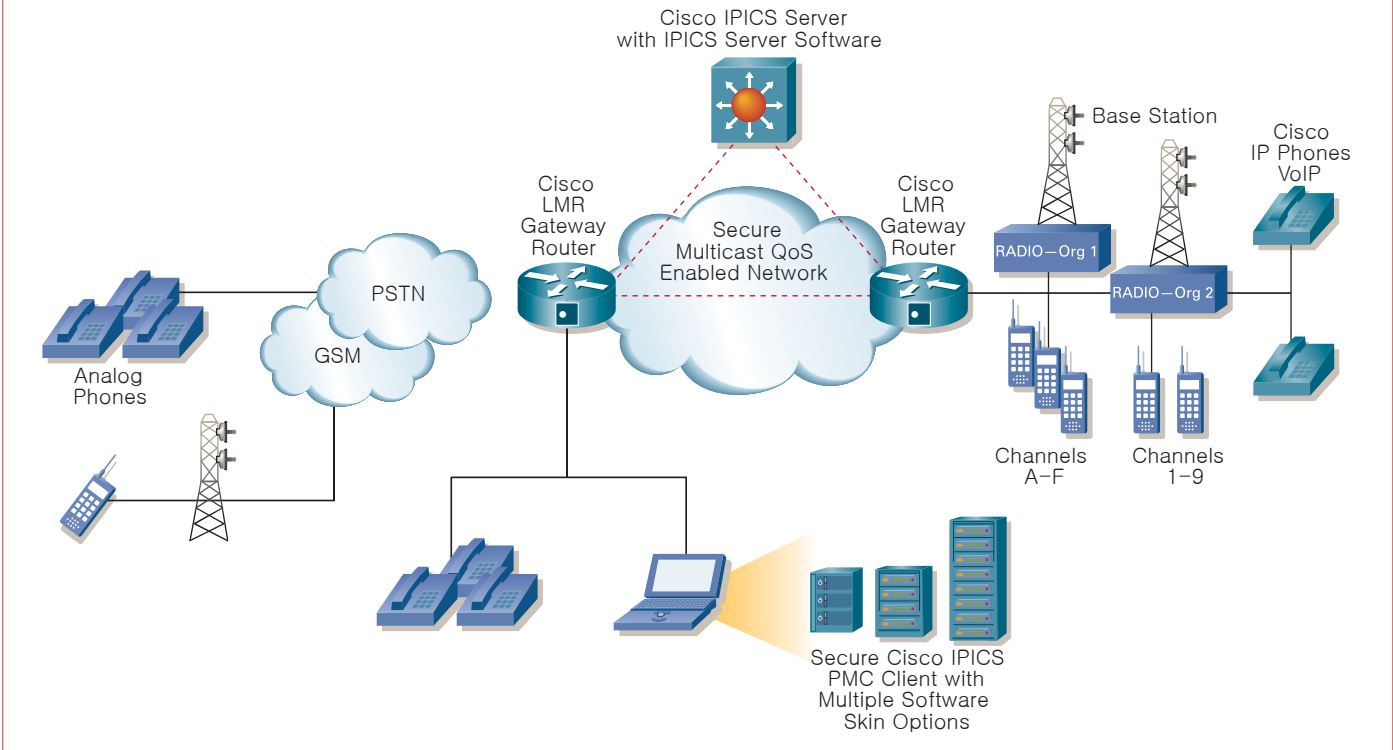 Cisco IPICS Server
with IPICS Server Software
Base Station
Cisco
IP Phones
VoIP
Cisco
LMR
Gateway
Router
Secure
Multicast QoS
Enabled Network
Cisco
LMR
Gateway
Router
RADIO—Org 1
RADIO—Org 2
PSTN
GSM
Analog
Phones
Channels
A–F
Channels
1–9
Secure Cisco IPICS
PMC Client with
Multiple Software
Skin Options